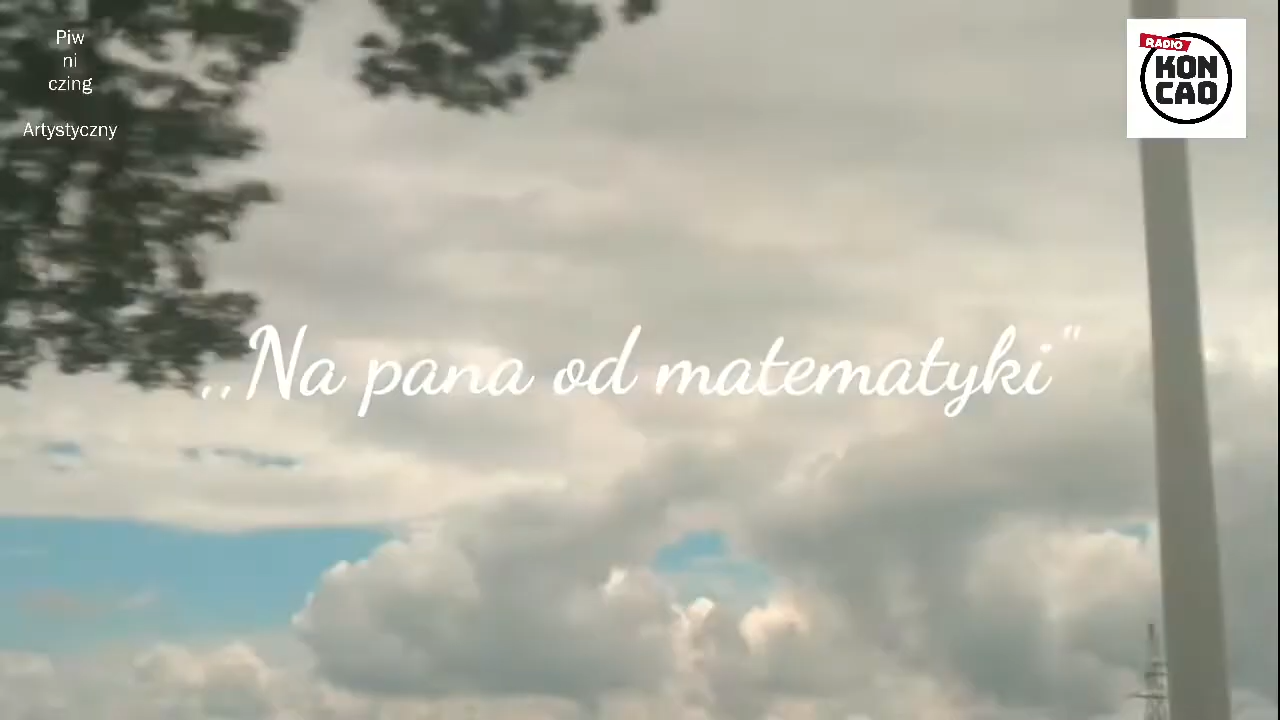 Piw
ni
czing
Artystyczny
RADIO
KON
CAO
,,Na pana od matematyki"